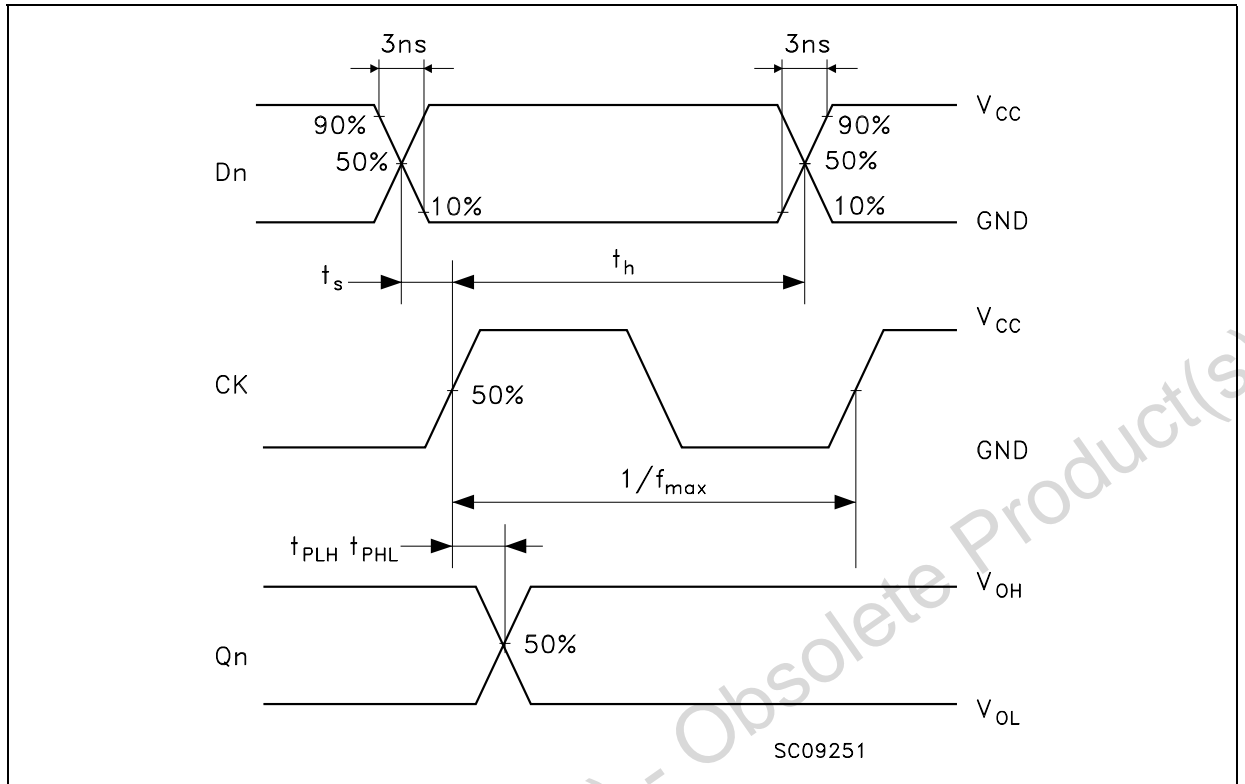 3ns 3ns
90% 90% V_CC
Dn 50% 50%
10% 10% GND
t_s t_h
V_CC
CK 50%
GND
1/f_max
t_PLH t_PHL
V_OH
Qn 50%
V_OL
SC09251
) - Obsolete Product(s)